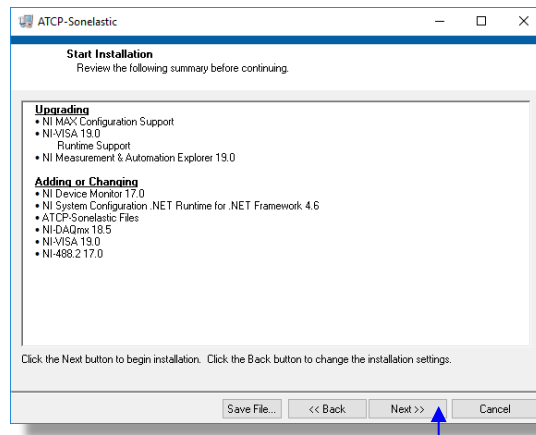 ATCP-Sonelastic
Start Installation
Review the following summary before continuing.
Upgrading
• NI MAX Configuration Support
• NI-VISA 19.0
Runtime Support
• NI Measurement & Automation Explorer 19.0
Adding or Changing
• NI Device Monitor 17.0
• NI System Configuration .NET Runtime for .NET Framework 4.6
• ATCP-Sonelastic Files
• NI-DAQmx 18.5
• NI-VISA 19.0
• NI-488.2 17.0
Click the Next button to begin installation. Click the Back button to change the installation settings.
Save File... << Back Next >> Cancel